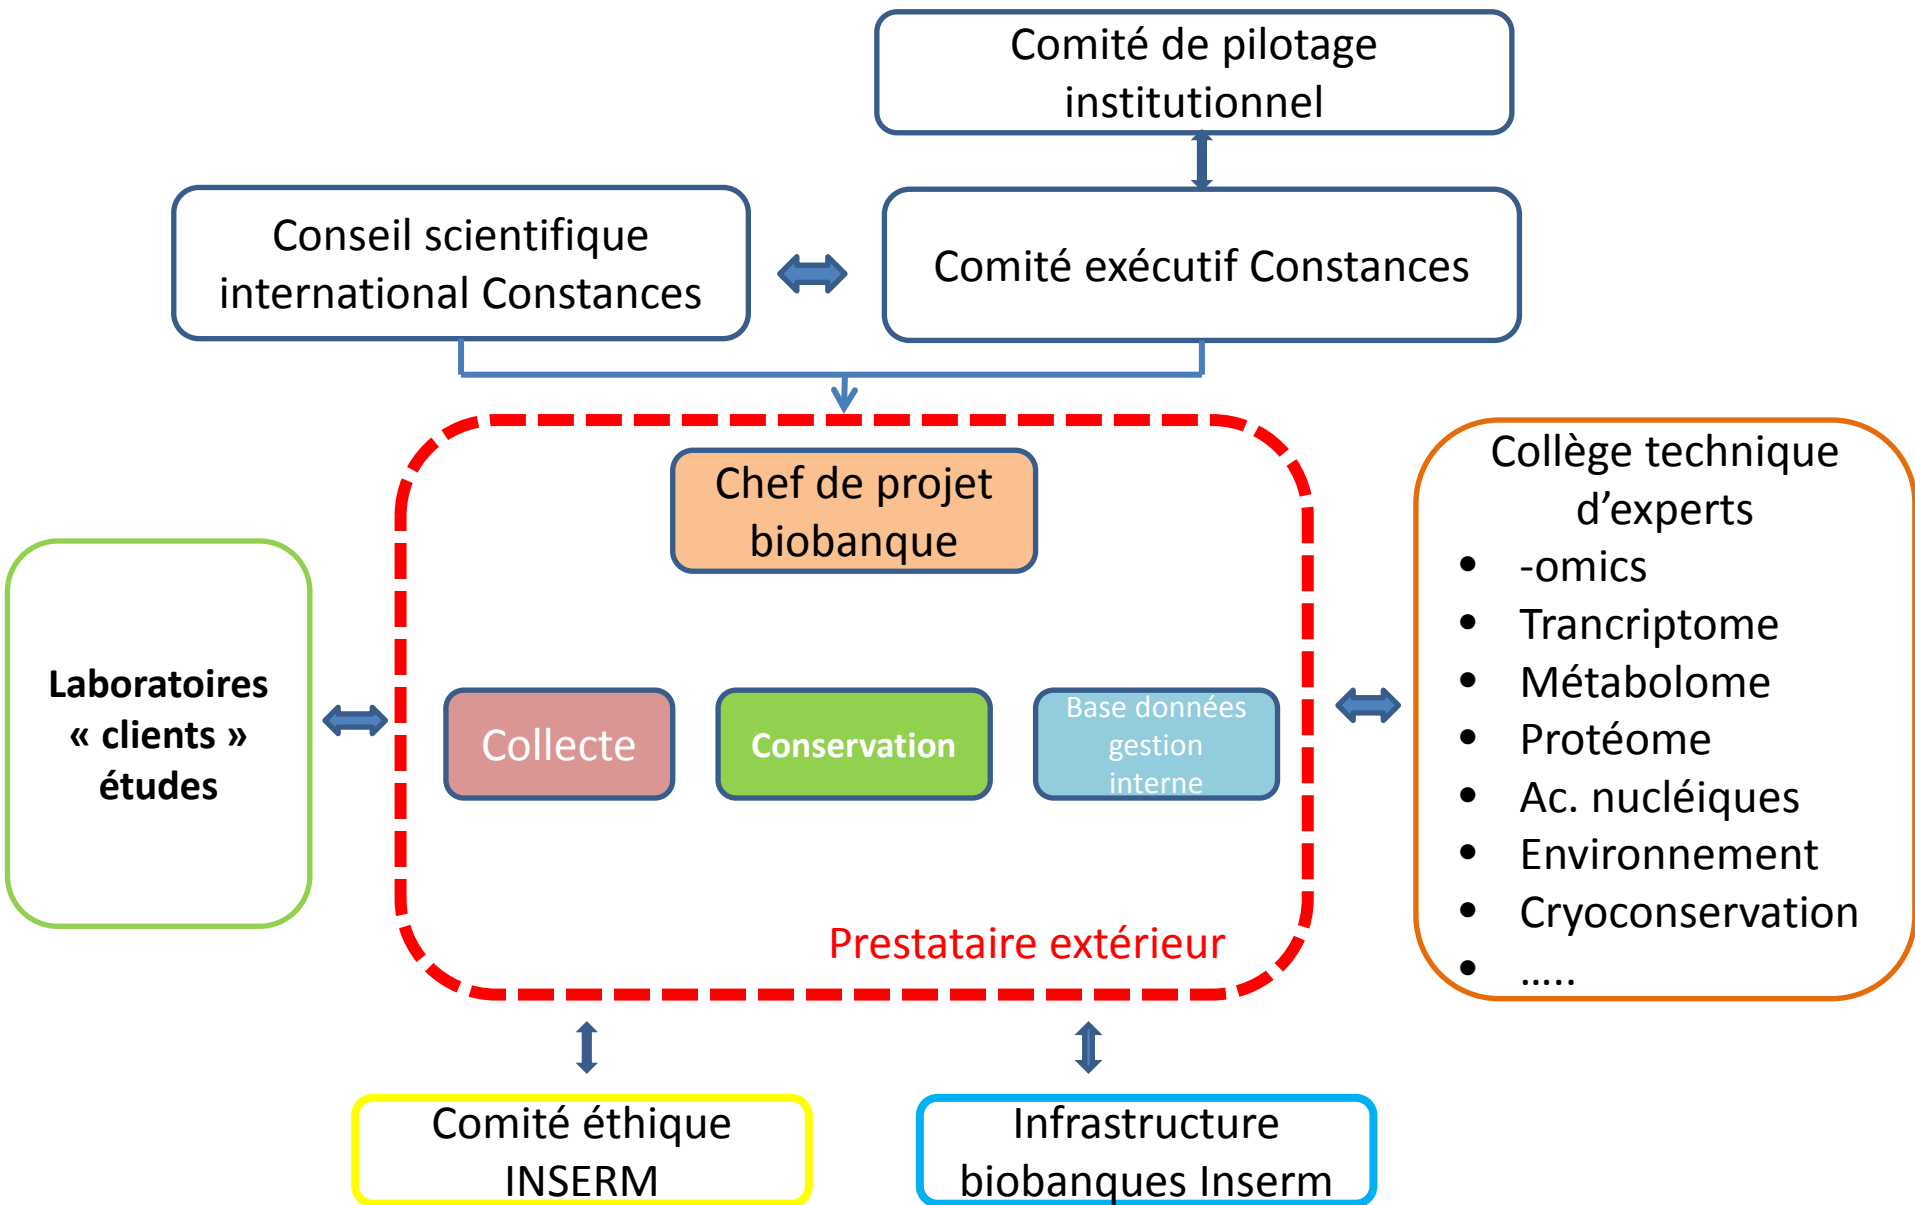 Comité de pilotage
institutionnel
Conseil scientifique
international Constances
Comité exécutif Constances
Chef de projet
biobanque
Laboratoires
« clients »
études
Collecte
Conservation
Base données
gestion
interne
Prestataire extérieur
Collège technique
d’experts
• -omics
• Trancriptome
• Métabolome
• Protéome
• Ac. nucléiques
• Environnement
• Cryoconservation
• …..
Comité éthique
INSERM
Infrastructure
biobanques Inserm